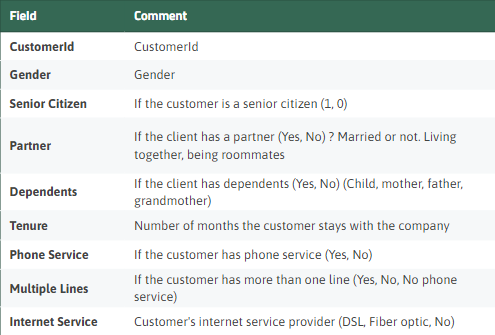 Field Comment
CustomerId CustomerId
Gender Gender
Senior Citizen If the customer is a senior citizen (1, 0)
Partner If the client has a partner (Yes, No) ? Married or not. Living
together, being roommates
Dependents If the client has dependents (Yes, No) (Child, mother, father,
grandmother)
Tenure Number of months the customer stays with the company
Phone Service If the customer has phone service (Yes, No)
Multiple Lines If the customer has more than one line (Yes, No, No phone
service)
Internet Service Customer's internet service provider (DSL, Fiber optic, No)